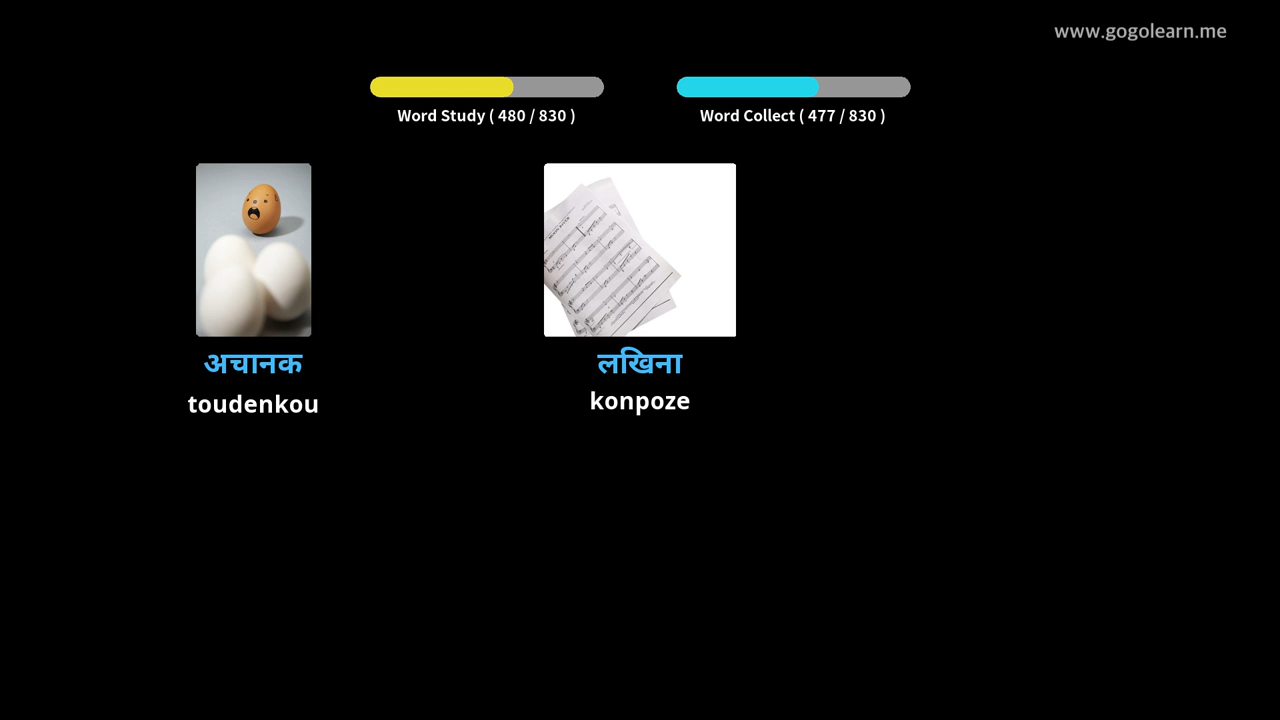 www.gogolearn.me
Word Study ( 480 / 830 )
Word Collect ( 477 / 830 )
अचानक
toudenkou
लखिना
konpoze